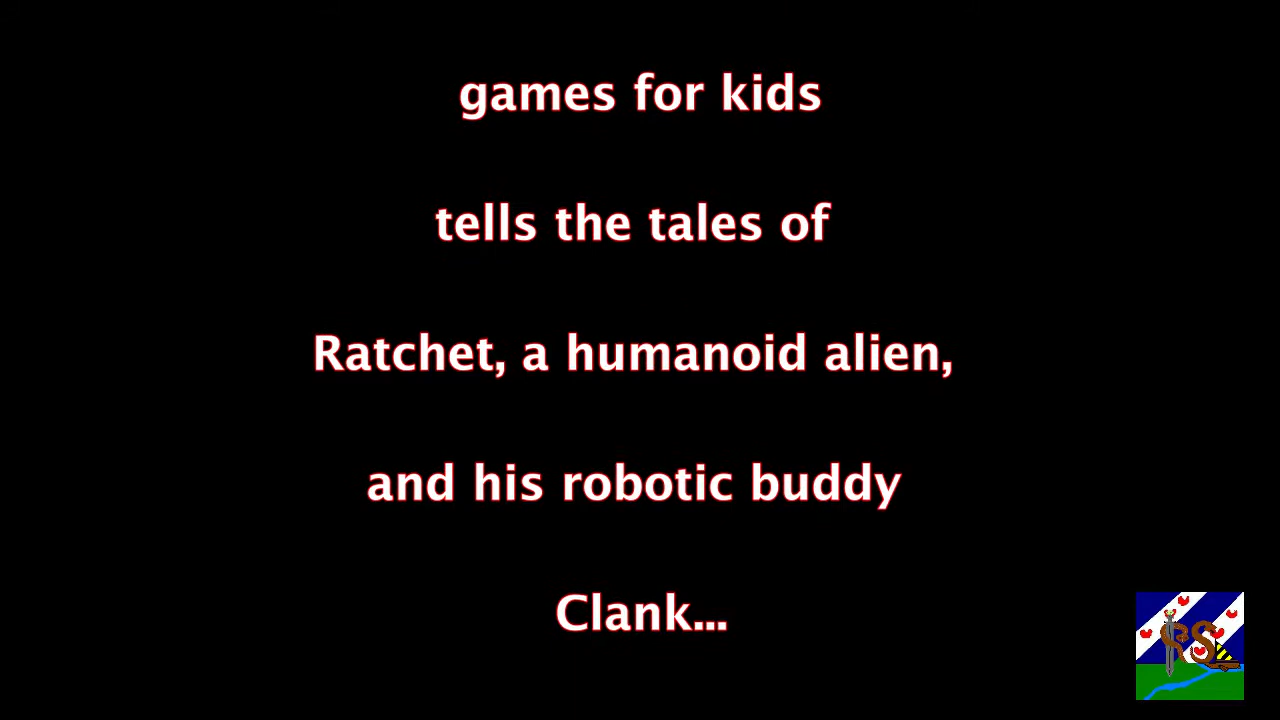 games for kids
tells the tales of
Ratchet, a humanoid alien,
and his robotic buddy
Clank...